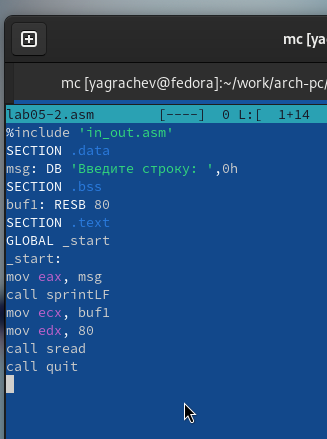 mc [ya
mc [yagrachev@fedora]:~/work/arch-pc/
lab05-2.asm [----] 0 L:[ 1+14
%include 'in_out.asm'
SECTION .data
msg: DB 'Введите строку: ',0h
SECTION .bss
buf1: RESB 80
SECTION .text
GLOBAL _start
_start:
mov eax, msg
call sprintLF
mov ecx, buf1
mov edx, 80
call sread
call quit